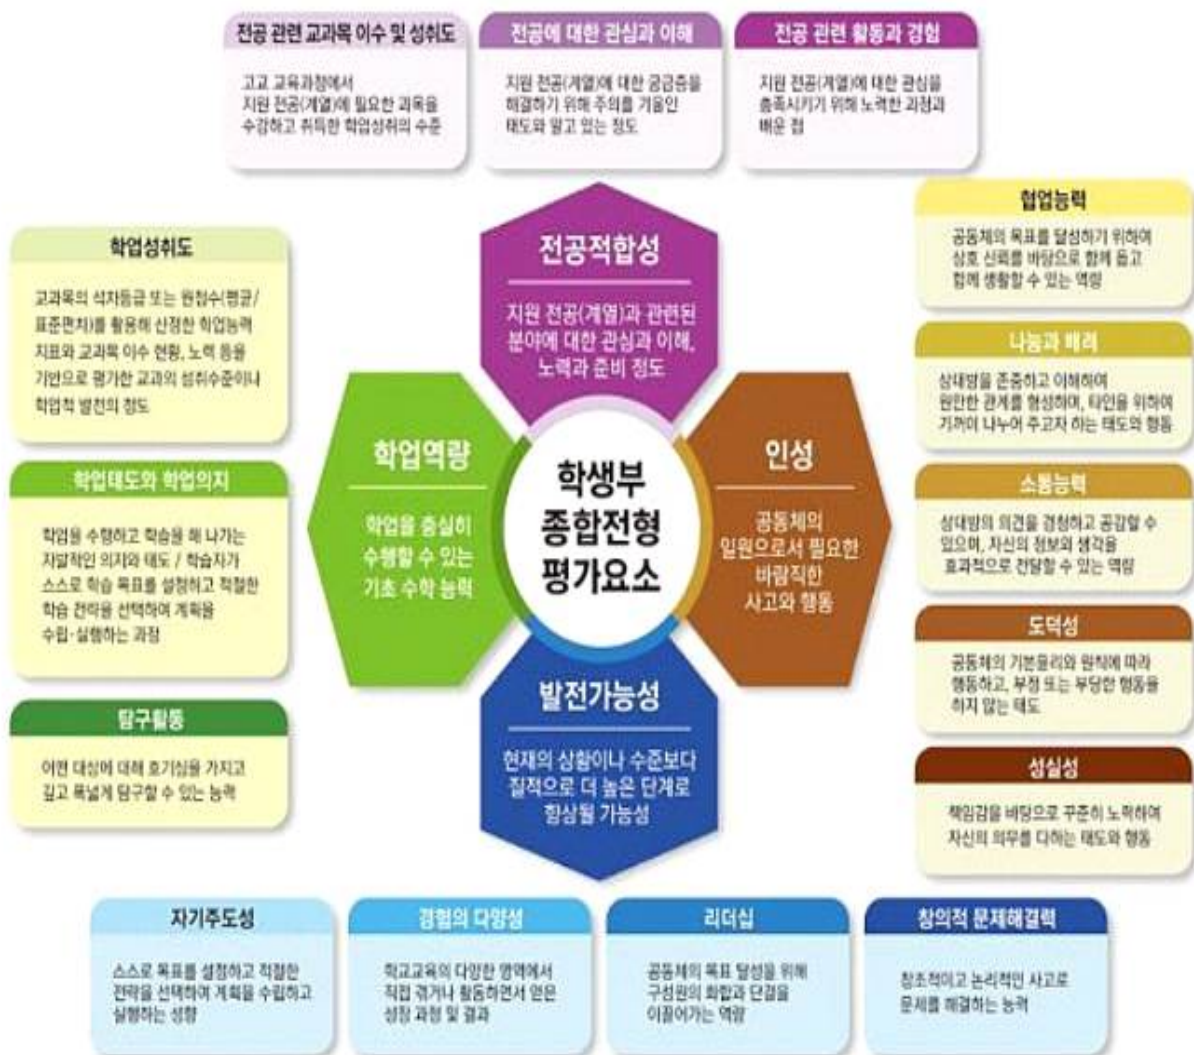 전공 관련 교과목 이수 및 성취도
고교 교육과정에서
지원 전공(계열)에 필요한 과목을
수강하고 취득한 학업성취의 수준
전공에 대한 관심과 이해
지원 전공(계열)에 대한 궁금증을
해결하기 위해 주의를 기울인
태도와 알고 있는 정도
전공 관련 활동과 경험
지원 전공(계열)에 대한 관심을
충족시키기 위해 노력한 과정과
배운 점
전공적합성
지원 전공(계열)과 관련된
분야에 대한 관심과 이해,
노력과 준비 정도
학업성취도
교과목의 석차등급 또는 원점수(평균/
표준편차)를 활용해 산정한 학업능력
지표와 교과목 이수 현황, 노력 등을
기반으로 평가한 교과의 성취수준이나
학업적 발전의 정도
학업태도와 학업의지
학업을 수행하고 학습을 해 나가는
자발적인 의지와 태도 / 학습자가
스스로 학습 목표를 설정하고 적절한
학습 전략을 선택하여 계획을
수립·실행하는 과정
탐구활동
어떤 대상에 대해 호기심을 가지고
깊고 폭넓게 탐구할 수 있는 능력
학업역량
학업을 충실히
수행할 수 있는
기초 수학 능력
학생부
종합전형
평가요소
인성
공동체의
일원으로서 필요한
바람직한
사고와 행동
협업능력
공동체의 목표를 달성하기 위하여
상호 신뢰를 바탕으로 함께 돕고
함께 생활할 수 있는 역량
나눔과 배려
상대방을 존중하고 이해하여
원만한 관계를 형성하며, 타인을 위하여
기꺼이 나누어 주고자 하는 태도와 행동
소통능력
상대방의 의견을 경청하고 공감할 수
있으며, 자신의 정보와 생각을
효과적으로 전달할 수 있는 역량
도덕성
공동체의 기본윤리와 원칙에 따라
행동하고, 부정 또는 부당한 행동을
하지 않는 태도
성실성
책임감을 바탕으로 꾸준히 노력하여
자신의 의무를 다하는 태도와 행동
발전가능성
현재의 상황이나 수준보다
질적으로 더 높은 단계로
향상될 가능성
자기주도성
스스로 목표를 설정하고 적절한
전략을 선택하여 계획을 수립하고
실행하는 성향
경험의 다양성
학교교육의 다양한 영역에서
직접 겪거나 활동하면서 얻은
성장 과정 및 결과
리더십
공동체의 목표 달성을 위해
구성원의 화합과 단결을
이끌어가는 역량
창의적 문제해결력
창조적이고 논리적인 사고로
문제를 해결하는 능력